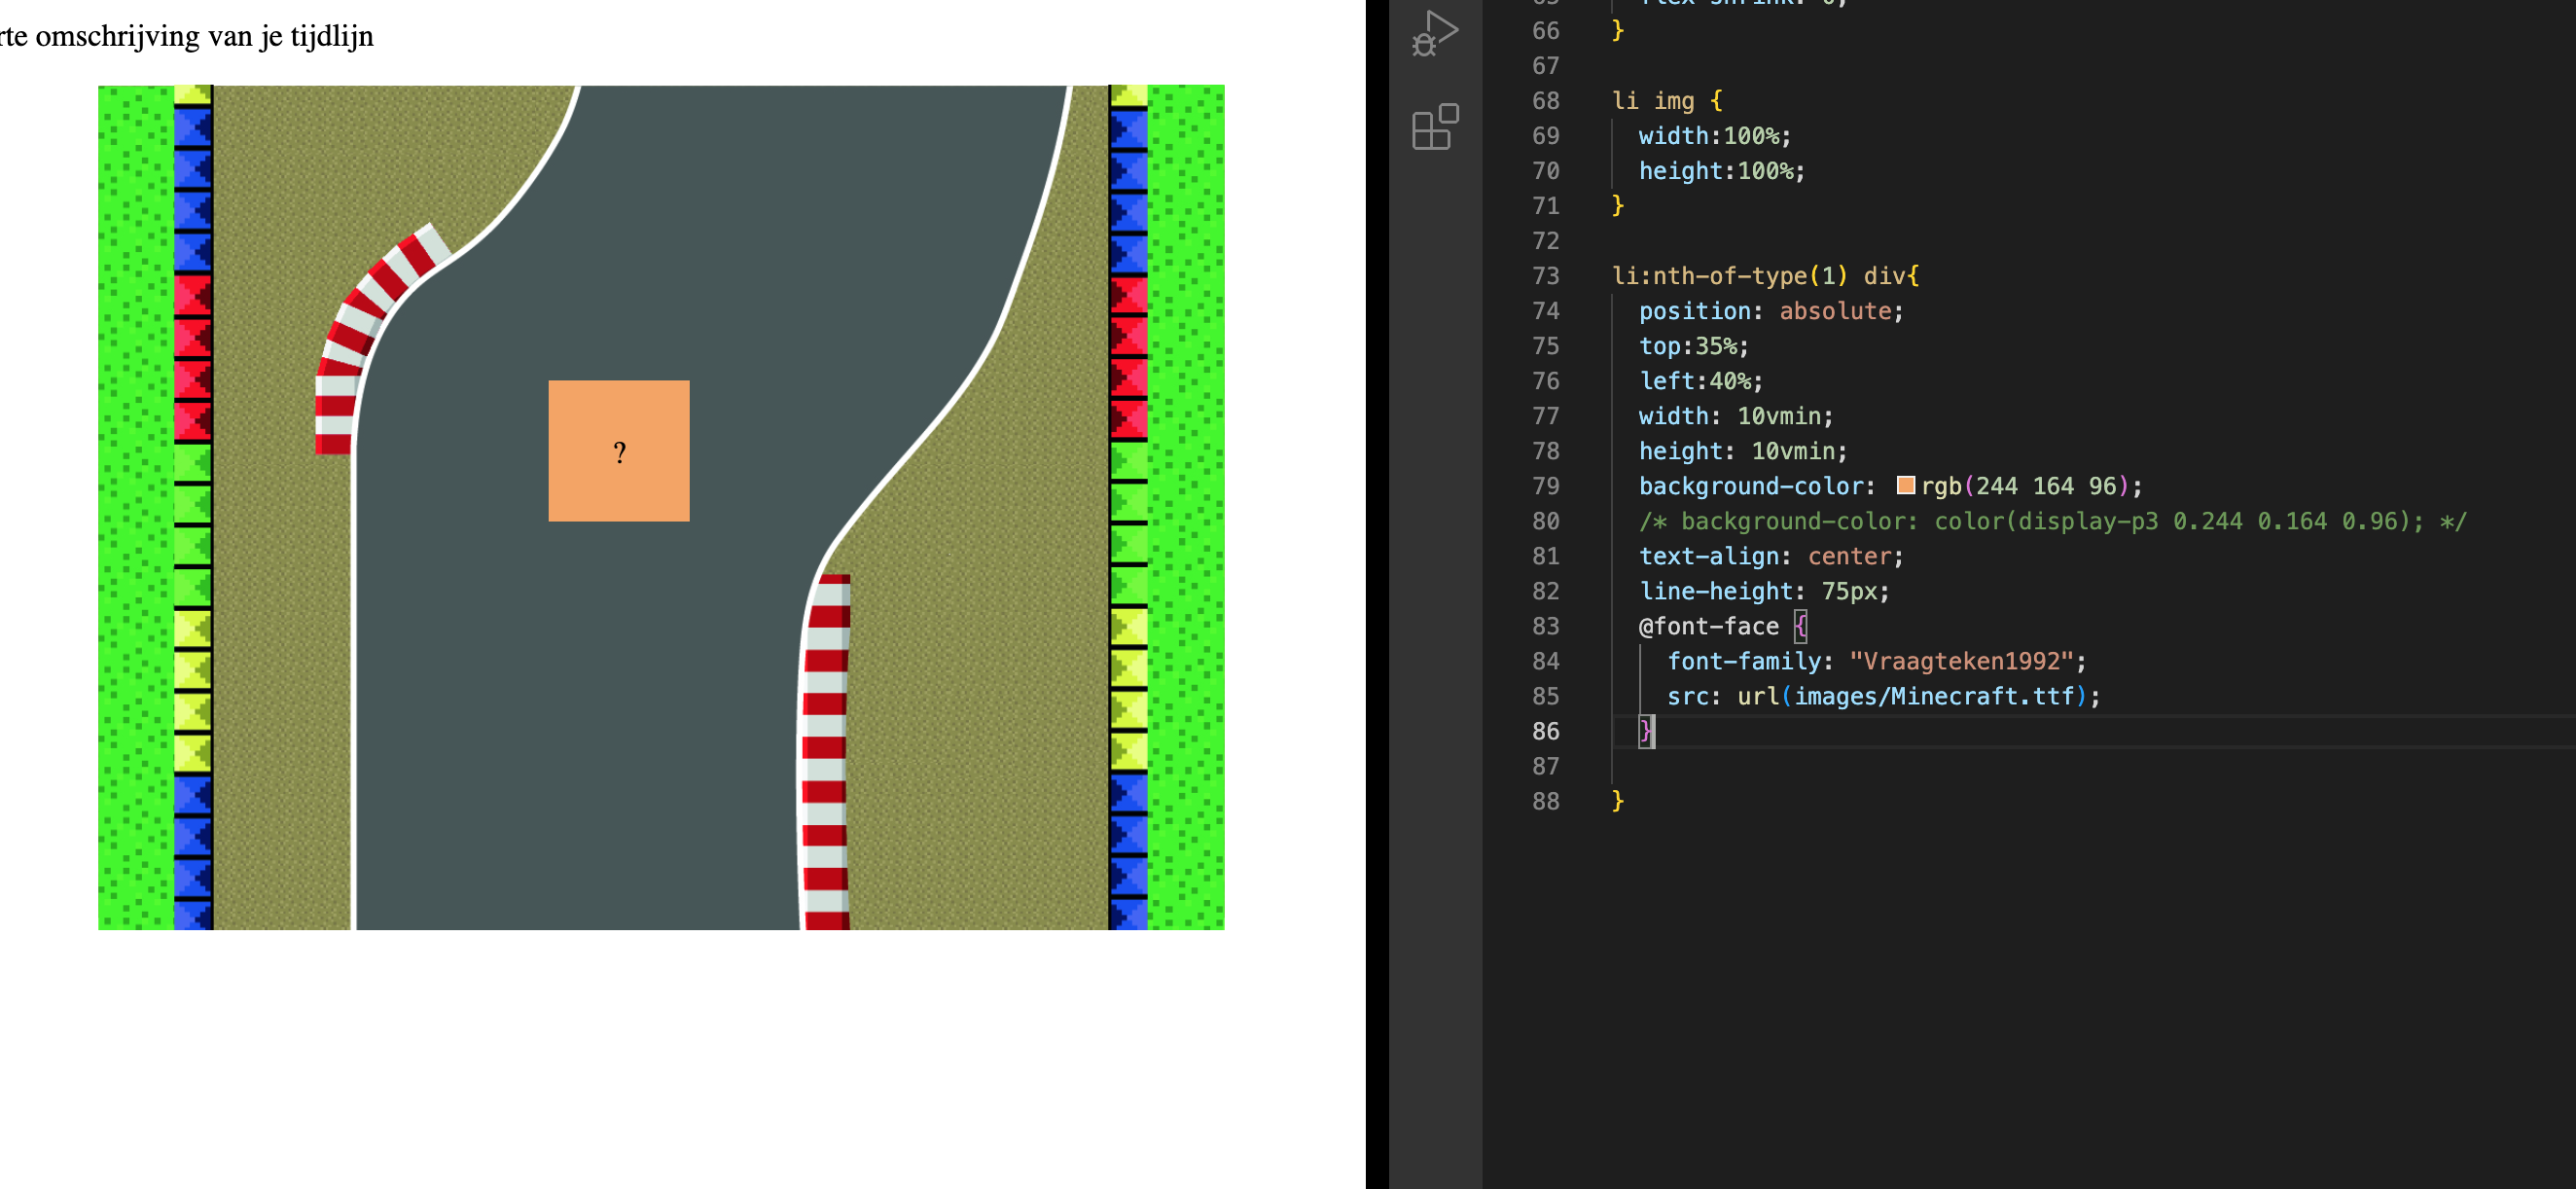 rte omschrijving van je tijdlijn
?
66 }
67
68 li img {
69 width:100%;
70 height:100%;
71 }
72
73 li:nth-of-type(1) div{
74 position: absolute;
75 top:35%;
76 left:40%;
77 width: 10vmin;
78 height: 10vmin;
79 background-color: rgb(244 164 96);
80 /* background-color: color(display-p3 0.244 0.164 0.96); */
81 text-align: center;
82 line-height: 75px;
83 @font-face {
84 font-family: "Vraagteken1992";
85 src: url(images/Minecraft.ttf);
86 }
87
88 }